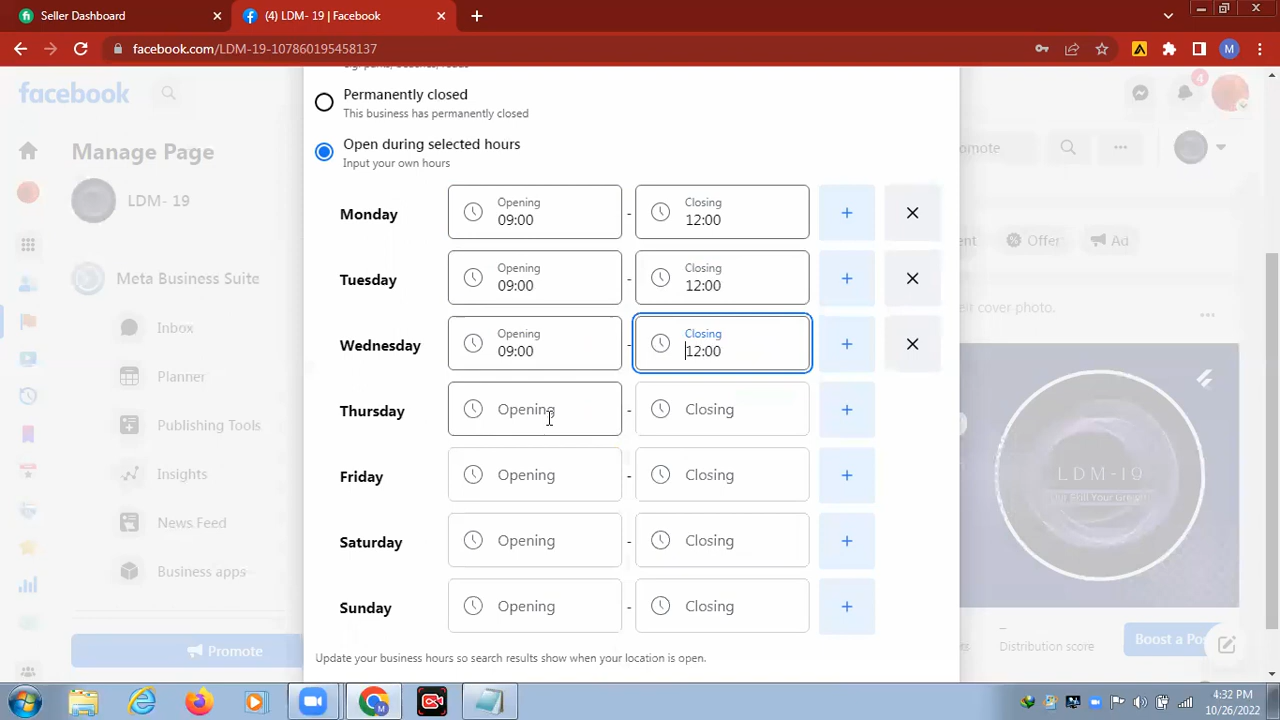 Seller Dashboard
(4) LDM- 19 | Facebook
facebook.com/LDM-19-107860195458137
M
facebook
4
Permanently closed
This business has permanently closed
Manage Page
Open during selected hours
Input your own hours
LDM- 19
Monday
Opening
09:00
-
Closing
12:00
Offer
Ad
Meta Business Suite
Tuesday
Opening
09:00
-
Closing
12:00
Inbox
Wednesday
Opening
09:00
-
Closing
12:00
Planner
Thursday
Opening
-
Closing
Publishing Tools
Friday
Opening
-
Closing
Insights
LDM-19
News Feed
Saturday
Opening
-
Closing
Business apps
Sunday
Opening
-
Closing
Promote
Distribution score
Boost a
Update your business hours so search results show when your location is open.
4:32 PM
10/26/2022